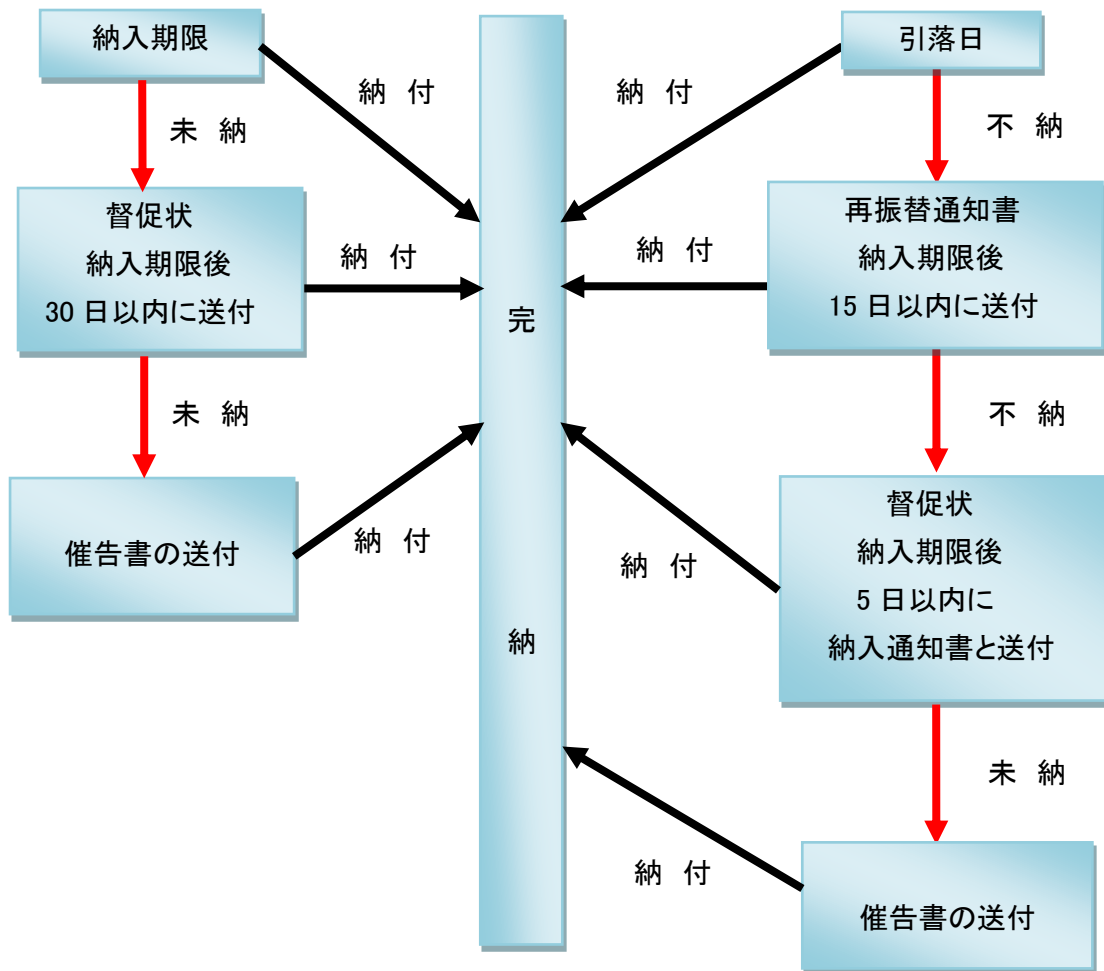 納入期限
引落日
納 付
納 付
未 納
不 納
督促状
納入期限後
30 日以内に送付
納 付
完
納
納 付
再振替通知書
納入期限後
15 日以内に送付
未 納
不 納
催告書の送付
納 付
納 付
督促状
納入期限後
5 日以内に
納入通知書と送付
未 納
納 付
催告書の送付